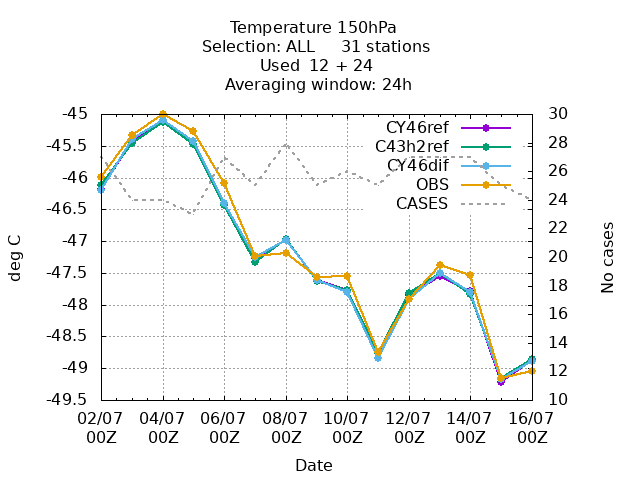 Temperature 150hPa
Selection: ALL 31 stations
Used 12 + 24
Averaging window: 24h
-45
-45.5
-46
-46.5
-47
-47.5
-48
-48.5
-49
-49.5
deg C
CY46ref
C43h2ref
CY46dif
OBS
CASES
30
28
26
24
22
20
18
16
14
12
10
No cases
02/07 04/07 06/07 08/07 10/07 12/07 14/07 16/07
00Z 00Z 00Z 00Z 00Z 00Z 00Z 00Z
Date